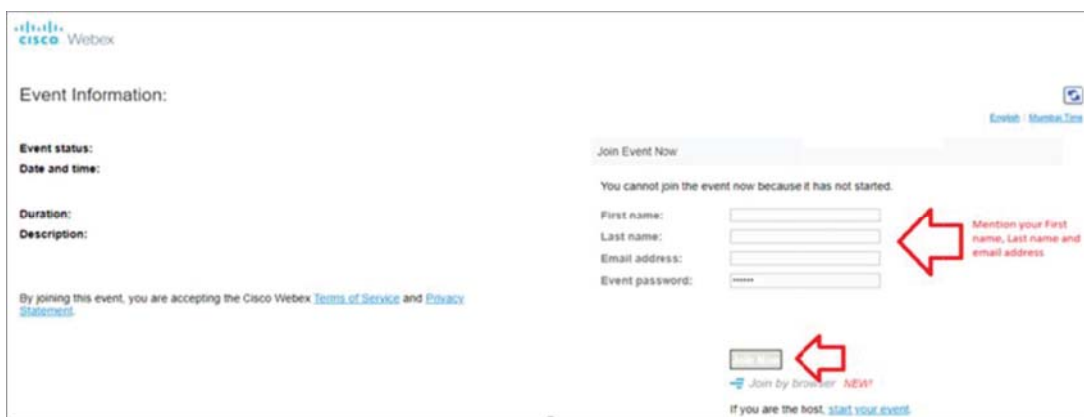 CISCO Webex
Event Information:
English | Mumbai Time
Event status:
Date and time:
Duration:
Description:
By joining this event, you are accepting the Cisco Webex Terms of Service and Privacy
Statement.
Join Event Now
You cannot join the event now because it has not started.
First name:
Last name:
Email address:
Event password:
Mention your First
name, Last name and
email address
Join Now
Join by browser NEW!
If you are the host, start your event.